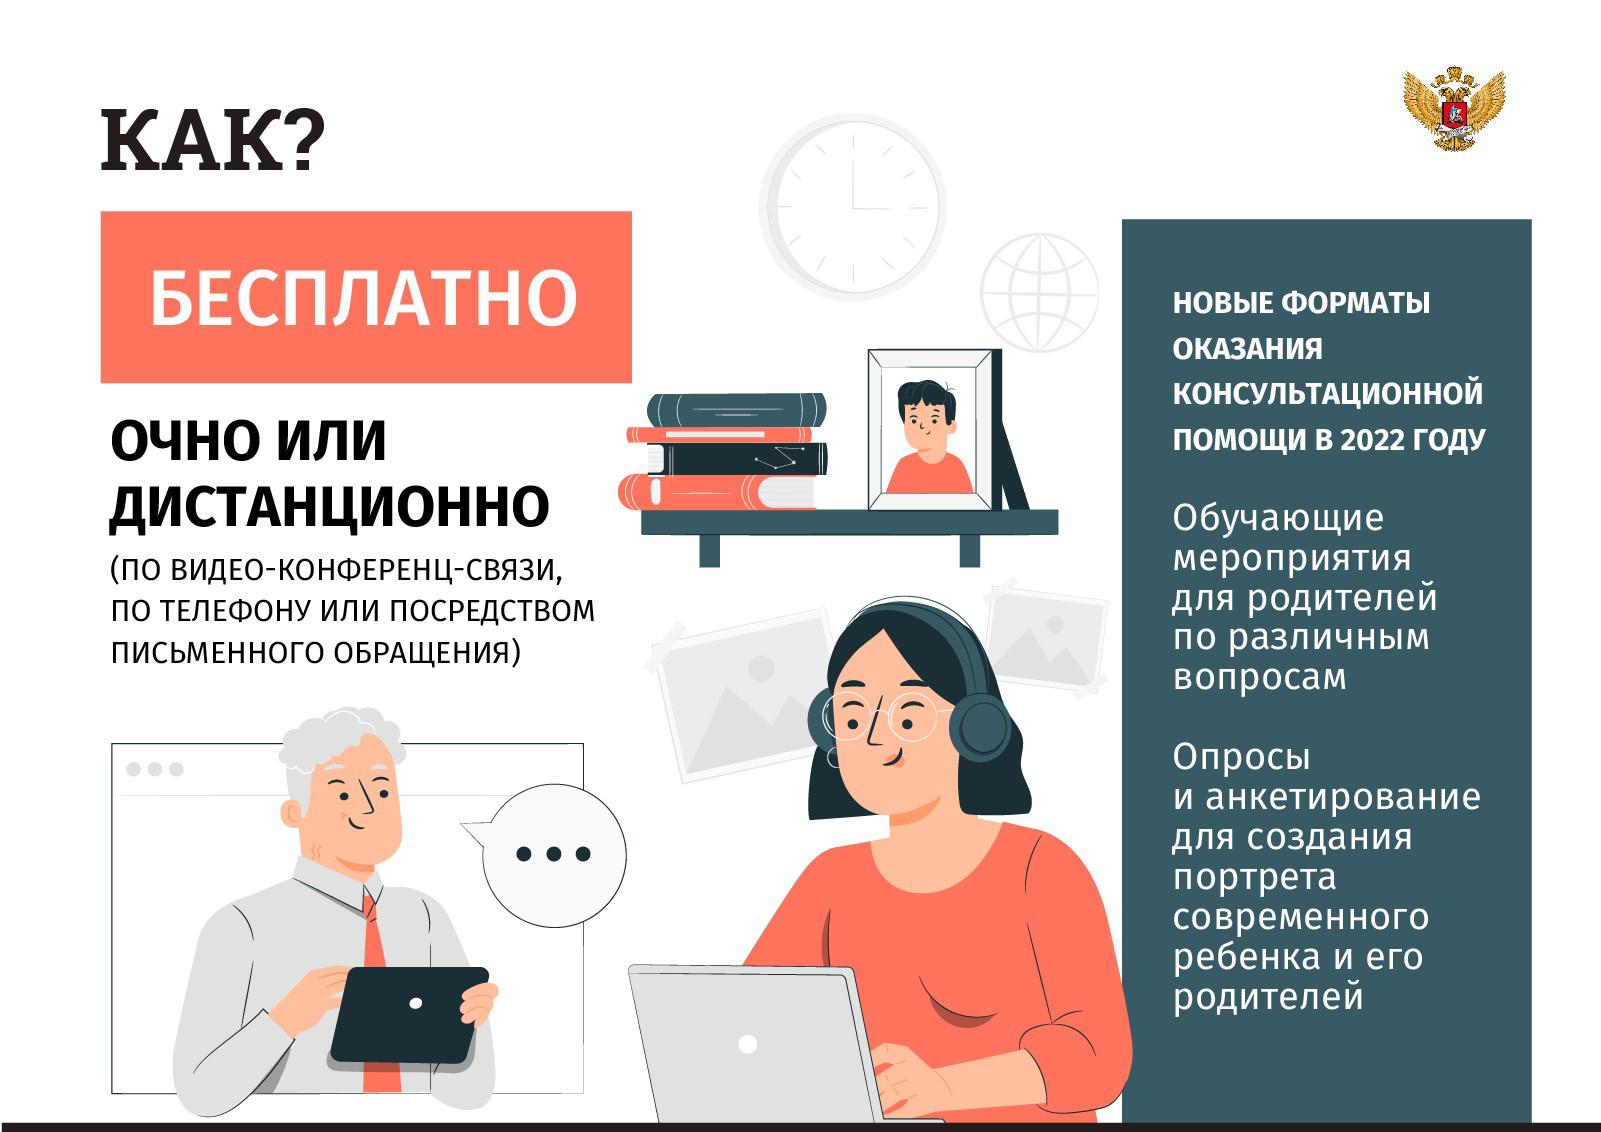 КАК?
БЕСПЛАТНО
ОЧНО ИЛИ
ДИСТАНЦИОННО
(ПО ВИДЕО-КОНФЕРЕНЦ-СВЯЗИ,
ПО ТЕЛЕФОНУ ИЛИ ПОСРЕДСТВОМ
ПИСЬМЕННОГО ОБРАЩЕНИЯ)
НОВЫЕ ФОРМАТЫ
ОКАЗАНИЯ
КОНСУЛЬТАЦИОННОЙ
ПОМОЩИ В 2022 ГОДУ
Обучающие
мероприятия
для родителей
по различным
вопросам
Опросы
и анкетирование
для создания
портрета
современного
ребенка и его
родителей